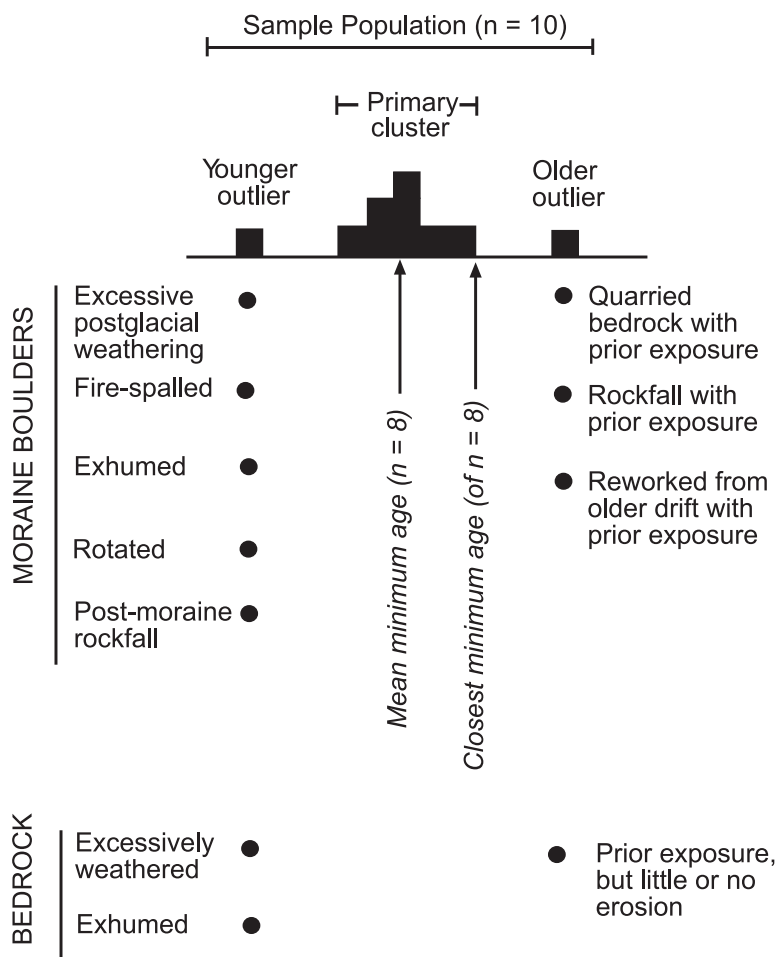 Sample Population (n = 10)
Primary
cluster
Younger
outlier
Older
outlier
MORAINE BOULDERS
Excessive
postglacial
weathering
Fire-spalled
Exhumed
Rotated
Post-moraine
rockfall
Mean minimum age (n = 8)
Closest minimum age (of n = 8)
Quarried
bedrock with
prior exposure
Rockfall with
prior exposure
Reworked from
older drift with
prior exposure
BEDROCK
Excessively
weathered
Exhumed
Prior exposure,
but little or no
erosion